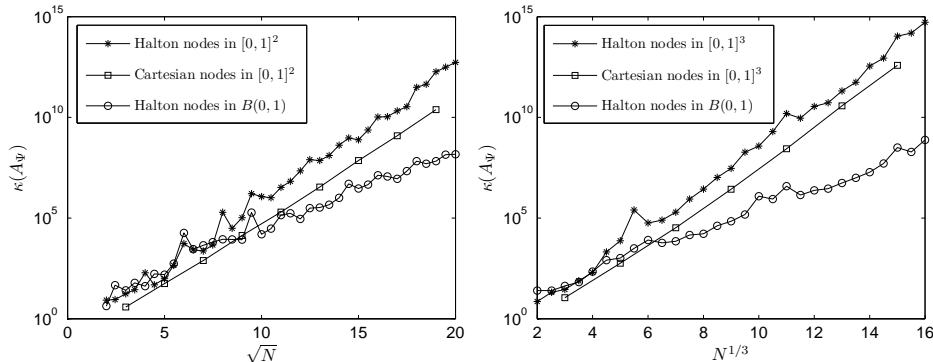 10^15
10^10
10^5
10^0
κ(A_Ψ)
Halton nodes in [0, 1]^2
Cartesian nodes in [0, 1]^2
Halton nodes in B(0, 1)
0 5 10 15 20
√N
10^15
10^10
10^5
10^0
κ(A_Ψ)
Halton nodes in [0, 1]^3
Cartesian nodes in [0, 1]^3
Halton nodes in B(0, 1)
2 4 6 8 10 12 14 16
N^{1/3}